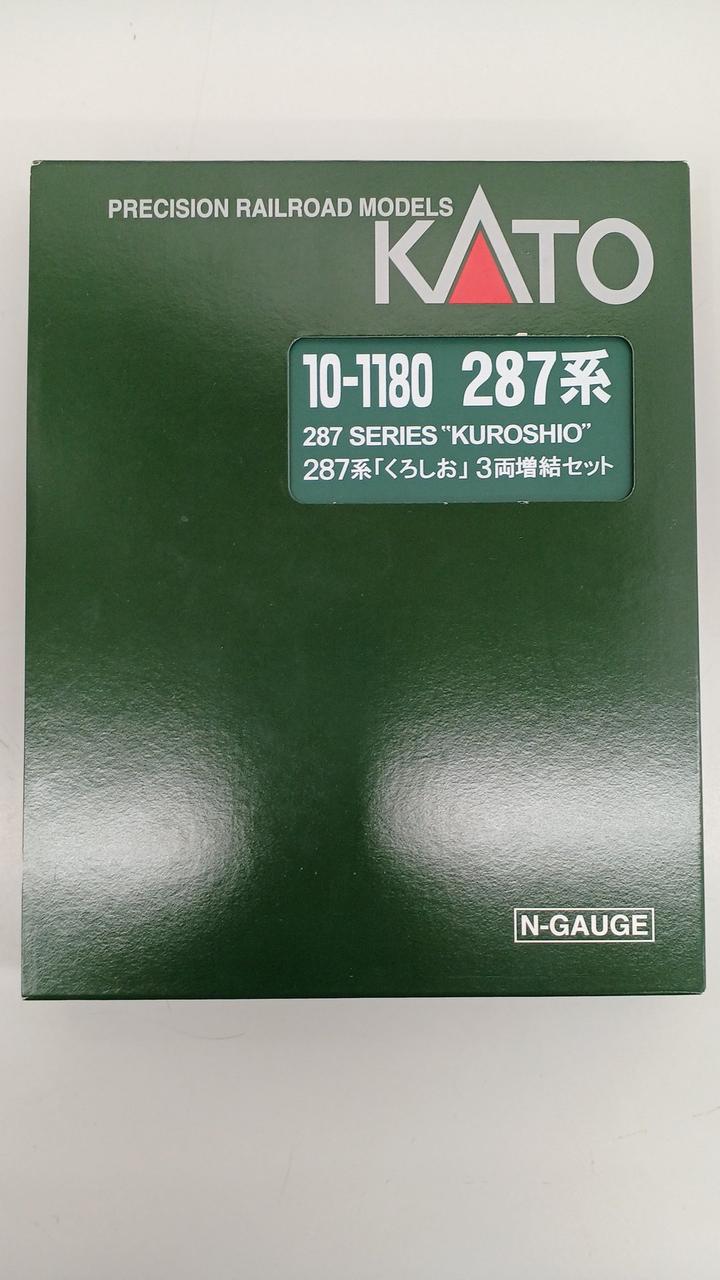 PRECISION RAILROAD MODELS
KATO
10-1180 287系
287 SERIES "KUROSHIO"
287系「くろしお」3両増結セット
N-GAUGE